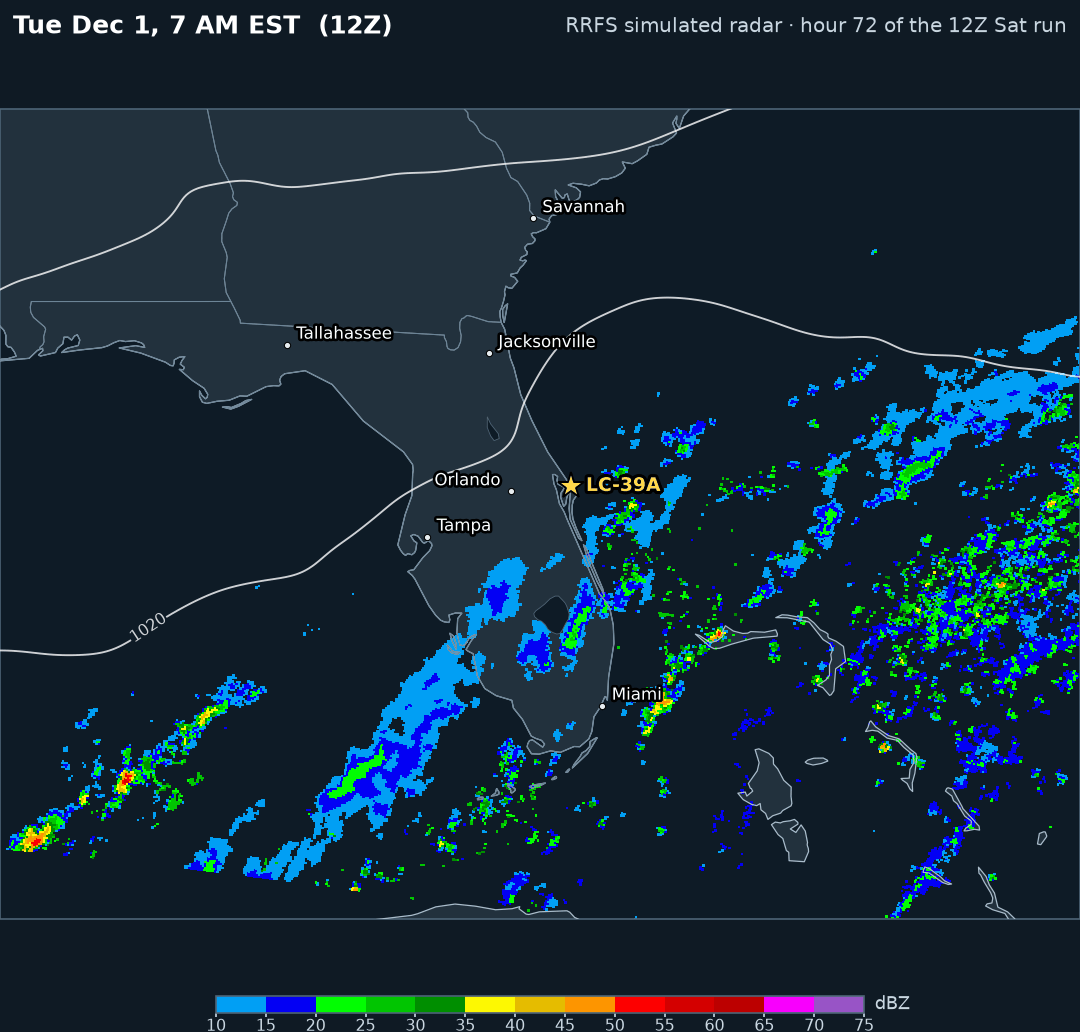 Tue Dec 1, 7 AM EST (12Z)
RRFS simulated radar · hour 72 of the 12Z Sat run
Savannah
Tallahassee
Jacksonville
Orlando
LC-39A
Tampa
1020
Miami
dBZ
10 15 20 25 30 35 40 45 50 55 60 65 70 75